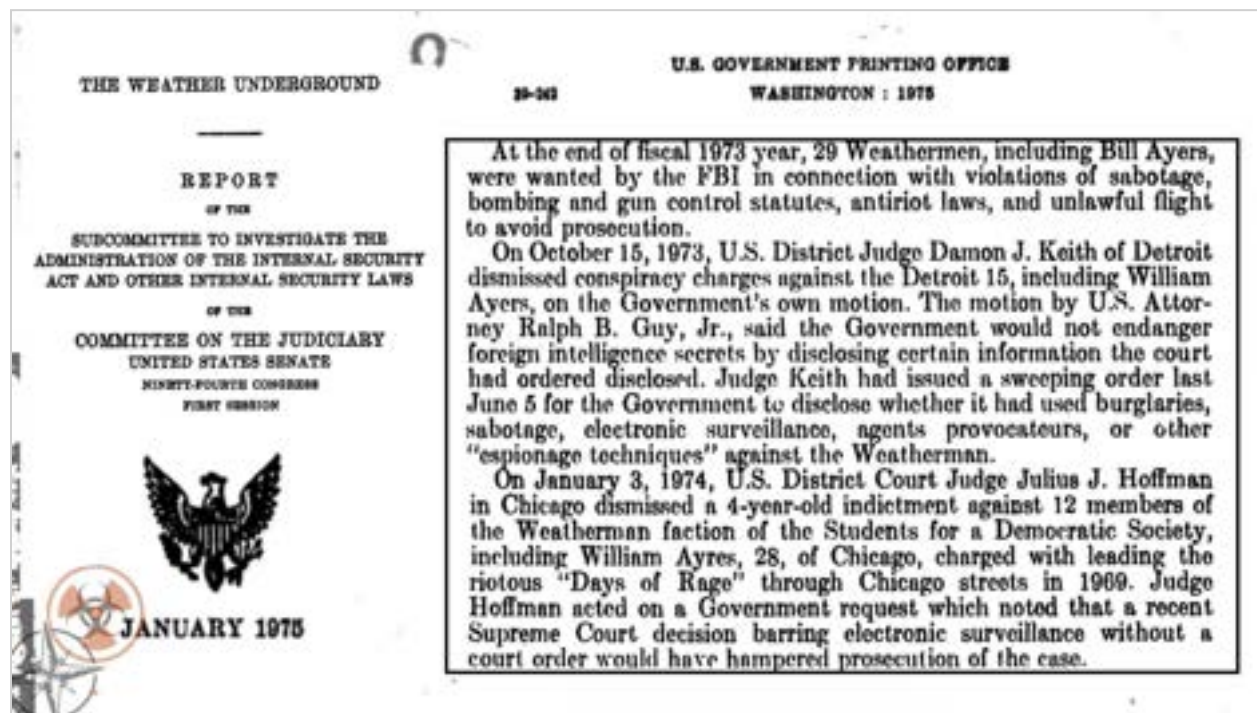 THE WEATHER UNDERGROUND
REPORT
OF THE
SUBCOMMITTEE TO INVESTIGATE THE
ADMINISTRATION OF THE INTERNAL SECURITY
ACT AND OTHER INTERNAL SECURITY LAWS
OF THE
COMMITTEE ON THE JUDICIARY
UNITED STATES SENATE
NINETY-FOURTH CONGRESS
FIRST SESSION
JANUARY 1975
U.S. GOVERNMENT PRINTING OFFICE
WASHINGTON : 1975
At the end of fiscal 1973 year, 29 Weathermen, including Bill Ayers,
were wanted by the FBI in connection with violations of sabotage,
bombing and gun control statutes, antiriot laws, and unlawful flight
to avoid prosecution.
On October 15, 1973, U.S. District Judge Damon J. Keith of Detroit
dismissed conspiracy charges against the Detroit 15, including William
Ayers, on the Government's own motion. The motion by U.S. Attor-
ney Ralph B. Guy, Jr., said the Government would not endanger
foreign intelligence secrets by disclosing certain information the court
had ordered disclosed. Judge Keith had issued a sweeping order last
June 5 for the Government to disclose whether it had used burglaries,
sabotage, electronic surveillance, agents provocateurs, or other
"espionage techniques" against the Weatherman.
On January 3, 1974, U.S. District Court Judge Julius J. Hoffman
in Chicago dismissed a 4-year-old indictment against 12 members of
the Weatherman faction of the Students for a Democratic Society,
including William Ayres, 28, of Chicago, charged with leading the
riotous "Days of Rage" through Chicago streets in 1969. Judge
Hoffman acted on a Government request which noted that a recent
Supreme Court decision barring electronic surveillance without a
court order would have hampered prosecution of the case.